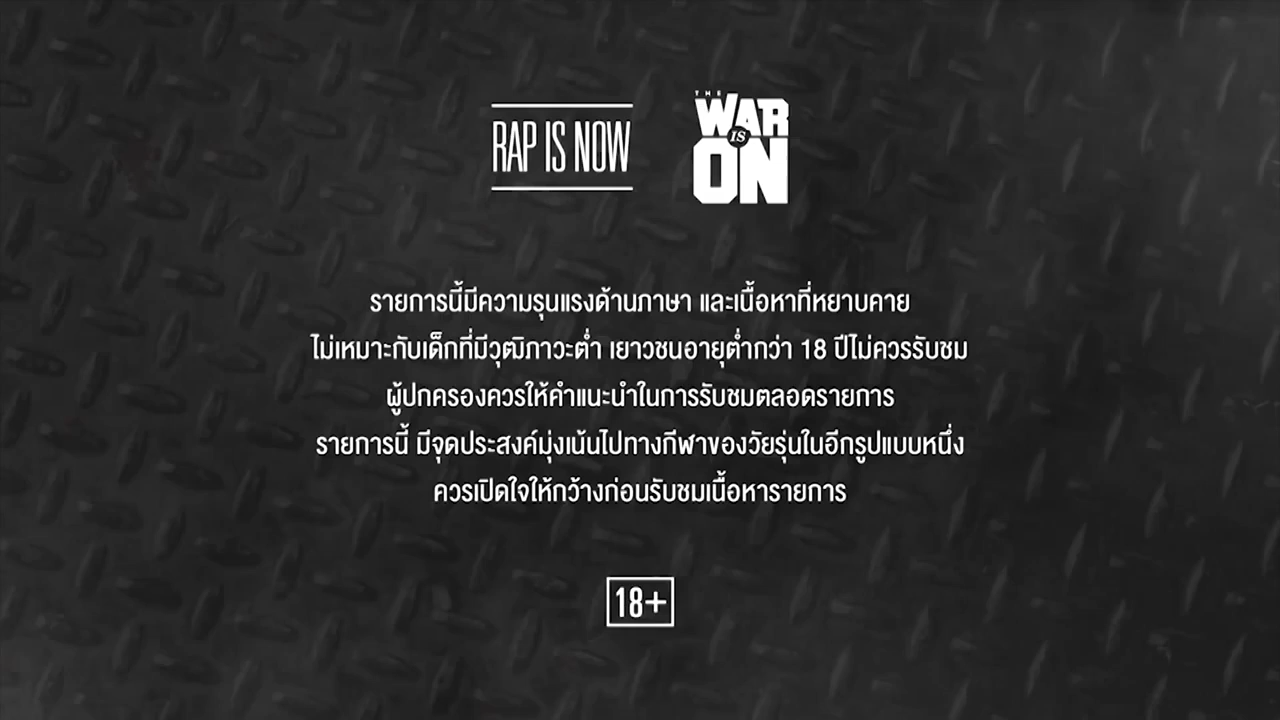 RAP IS NOW
THE
WAR
IS
ON
รายการนี้มีความรุนแรงด้านภาษา และเนื้อหาที่หยาบคาย
ไม่เหมาะกับเด็กที่มีวุฒิภาวะต่ำ เยาวชนอายุต่ำกว่า 18 ปีไม่ควรรับชม
ผู้ปกครองควรให้คำแนะนำในการรับชมตลอดรายการ
รายการนี้ มีจุดประสงค์มุ่งเน้นไปทางกีฬาของวัยรุ่นในอีกรูปแบบหนึ่ง
ควรเปิดใจให้กว้างก่อนรับชมเนื้อหารายการ
18+